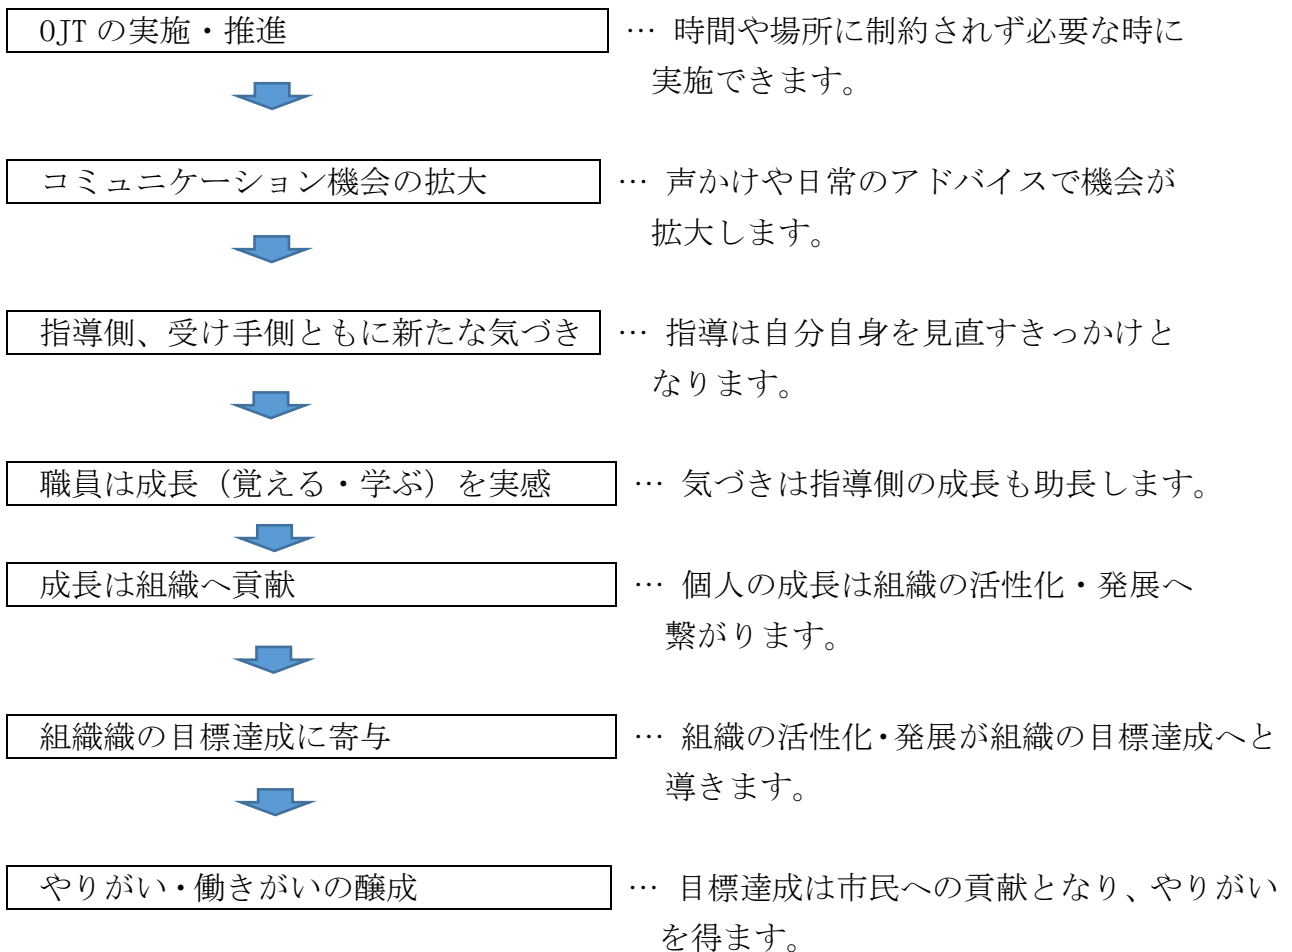 OJT の実施・推進 … 時間や場所に制約されず必要な時に
実施できます。
コミュニケーション機会の拡大 … 声かけや日常のアドバイスで機会が
拡大します。
指導側、受け手側ともに新たな気づき … 指導は自分自身を見直すきっかけと
なります。
職員は成長（覚える・学ぶ）を実感 … 気づきは指導側の成長も助長します。
成長は組織へ貢献 … 個人の成長は組織の活性化・発展へ
繋がります。
組織織の目標達成に寄与 … 組織の活性化・発展が組織の目標達成へと
導きます。
やりがい・働きがいの醸成 … 目標達成は市民への貢献となり、やりがい
を得ます。